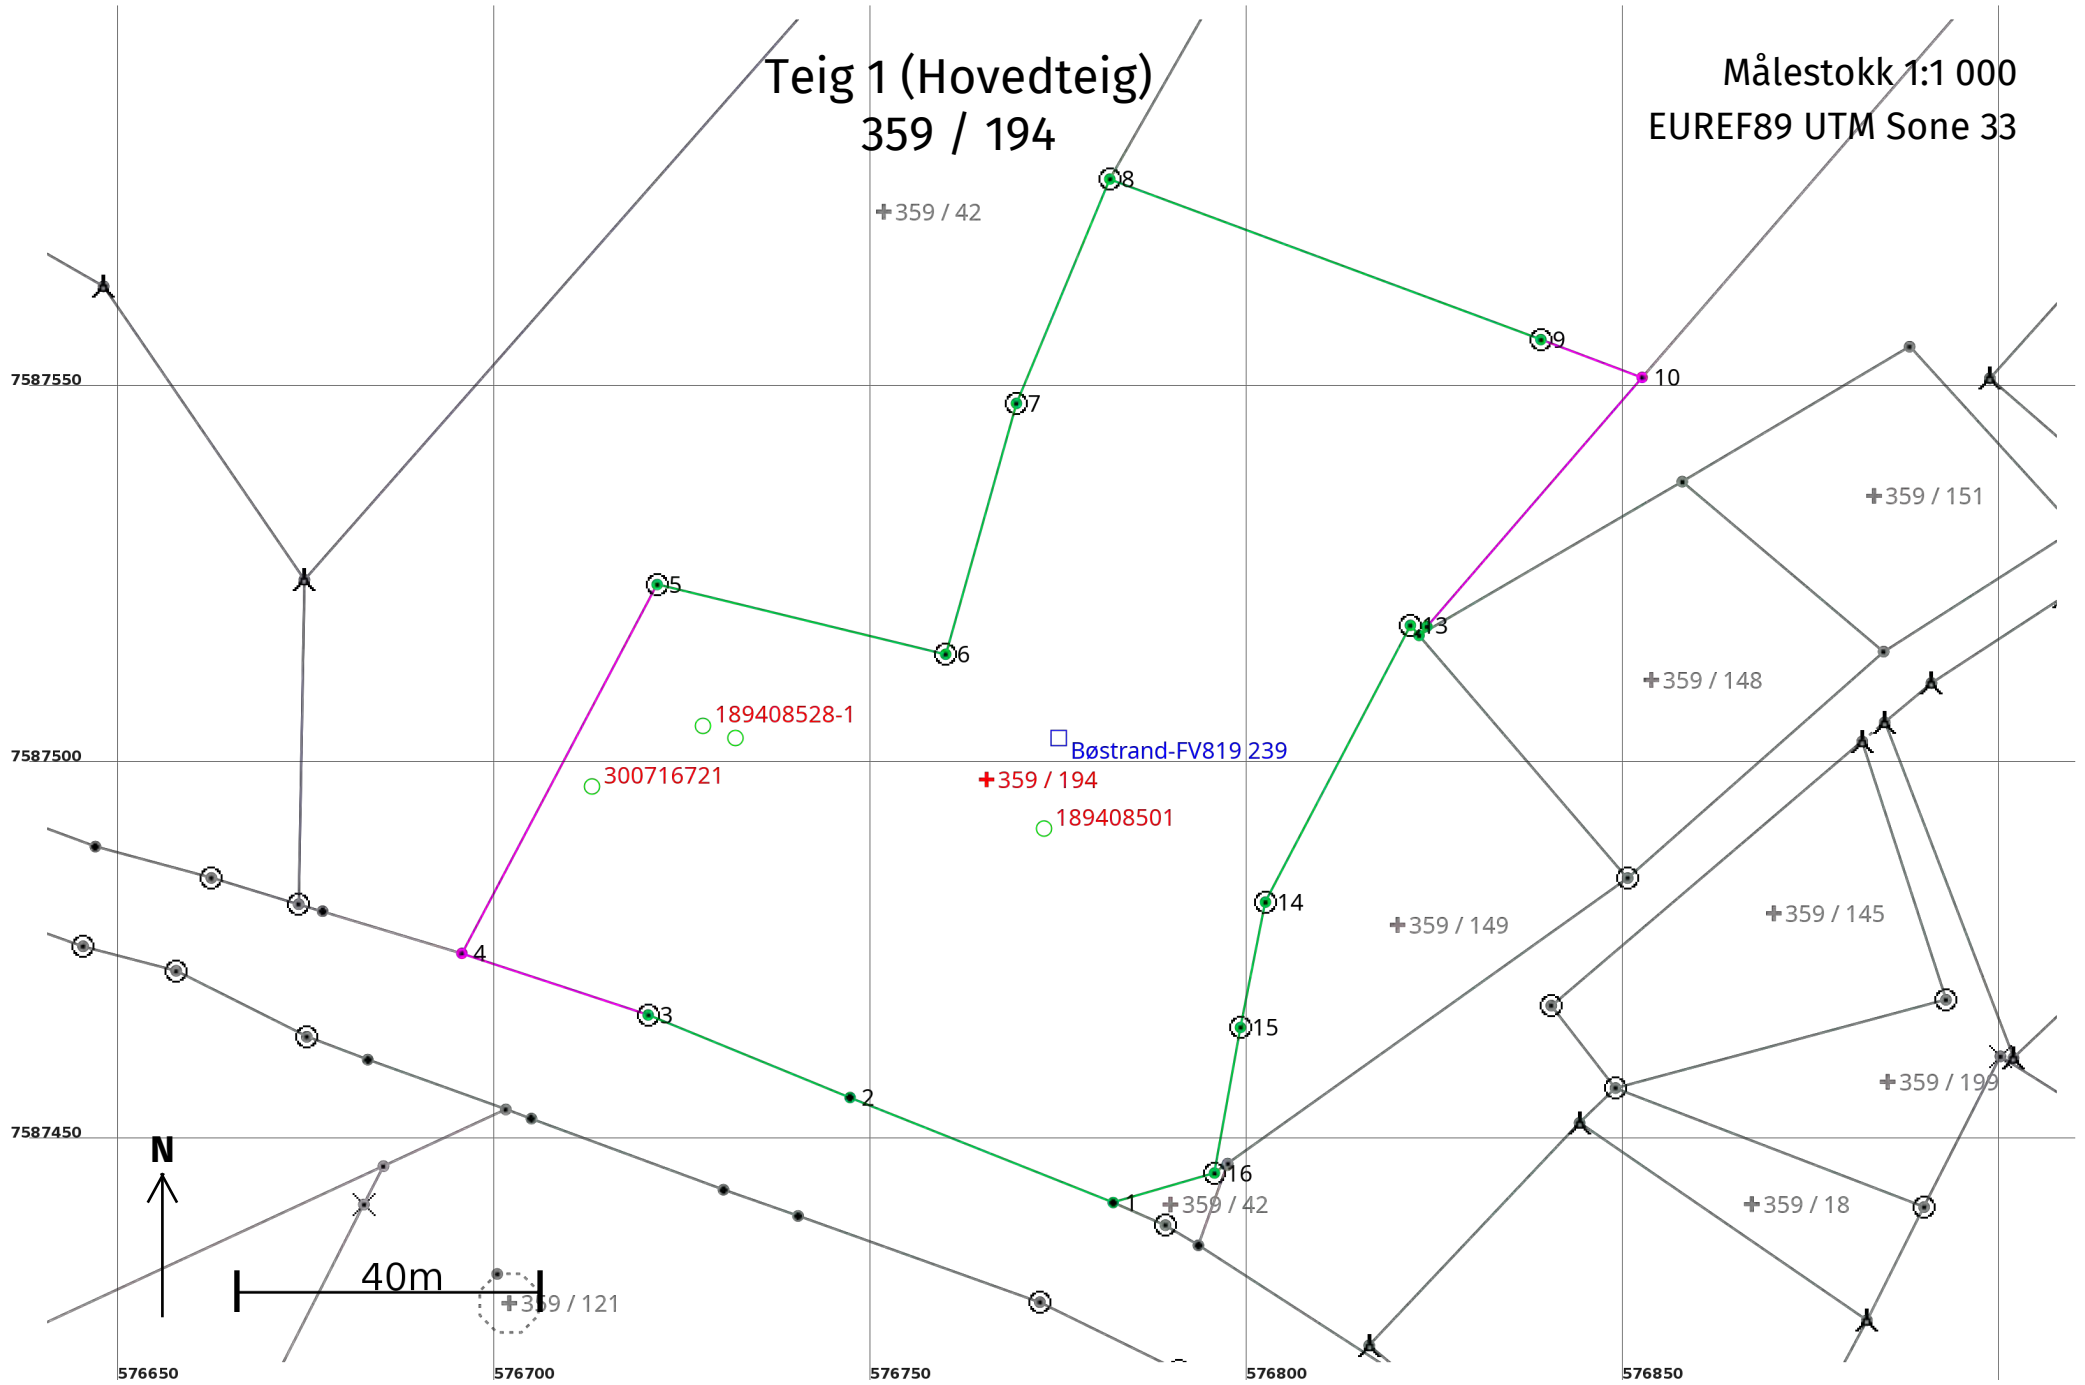 Teig 1 (Hovedteig)
359 / 194
Målestokk 1:1 000
EUREF89 UTM Sone 33
8
359 / 42
9
10
7587550
7
359 / 151
5
13
6
359 / 148
189408528-1
Bøstrand-FV819 239
7587500
300716721
359 / 194
189408501
14
359 / 145
359 / 149
4
3
15
359 / 199
2
7587450
N
16
1
359 / 42
359 / 18
40m
359 / 121
576650
576700
576750
576800
576850